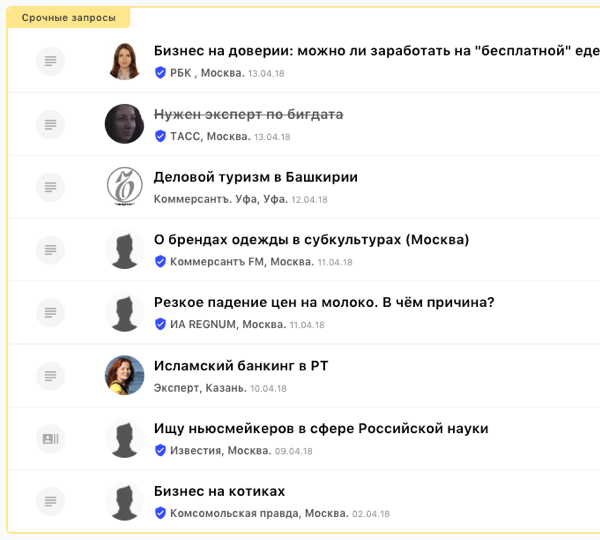 Срочные запросы
Бизнес на доверии: можно ли заработать на "бесплатной" еде
РБК , Москва. 13.04.18
Нужен эксперт по бигдата
ТАСС, Москва. 13.04.18
Деловой туризм в Башкирии
Коммерсантъ. Уфа, Уфа. 12.04.18
О брендах одежды в субкультурах (Москва)
Коммерсантъ FM, Москва. 11.04.18
Резкое падение цен на молоко. В чём причина?
ИА REGNUM, Москва. 11.04.18
Исламский банкинг в РТ
Эксперт, Казань. 10.04.18
Ищу ньюсмейкеров в сфере Российской науки
Известия, Москва. 09.04.18
Бизнес на котиках
Комсомольская правда, Москва. 02.04.18